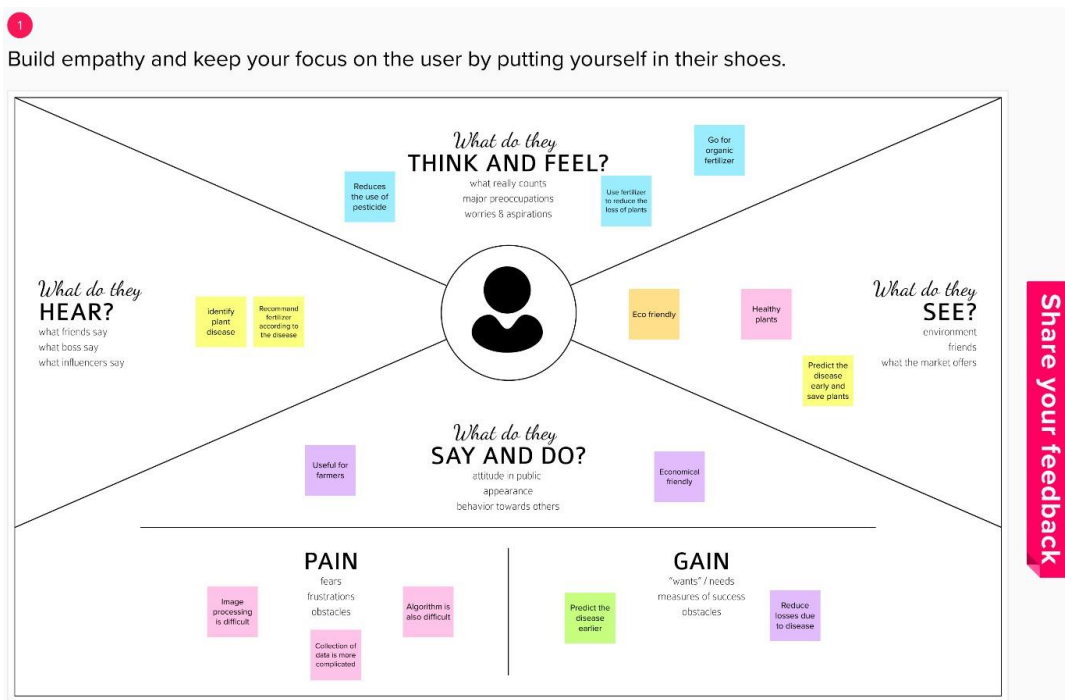 1
Build empathy and keep your focus on the user by putting yourself in their shoes.
What do they
THINK AND FEEL?
what really counts
major preoccupations
worries & aspirations
Reduces
the use of
pesticide
Use fertilizer
to reduce the
loss of plants
Go for
organic
fertilizer
What do they
HEAR?
what friends say
what boss say
what influencers say
identify
plant
disease
Recommend
fertilizer
according to
the disease
Eco friendly
Healthy
plants
Predict the
disease
early and
save plants
What do they
SEE?
environment
friends
what the market offers
What do they
SAY AND DO?
attitude in public
appearance
behavior towards others
Useful for
farmers
Economical
friendly
PAIN
fears
frustrations
obstacles
Image
processing
is difficult
Collection of
data is more
complicated
Algorithm is
also difficult
GAIN
"wants" / needs
measures of success
obstacles
Predict the
disease
earlier
Reduce
losses due
to disease
Share your feedback